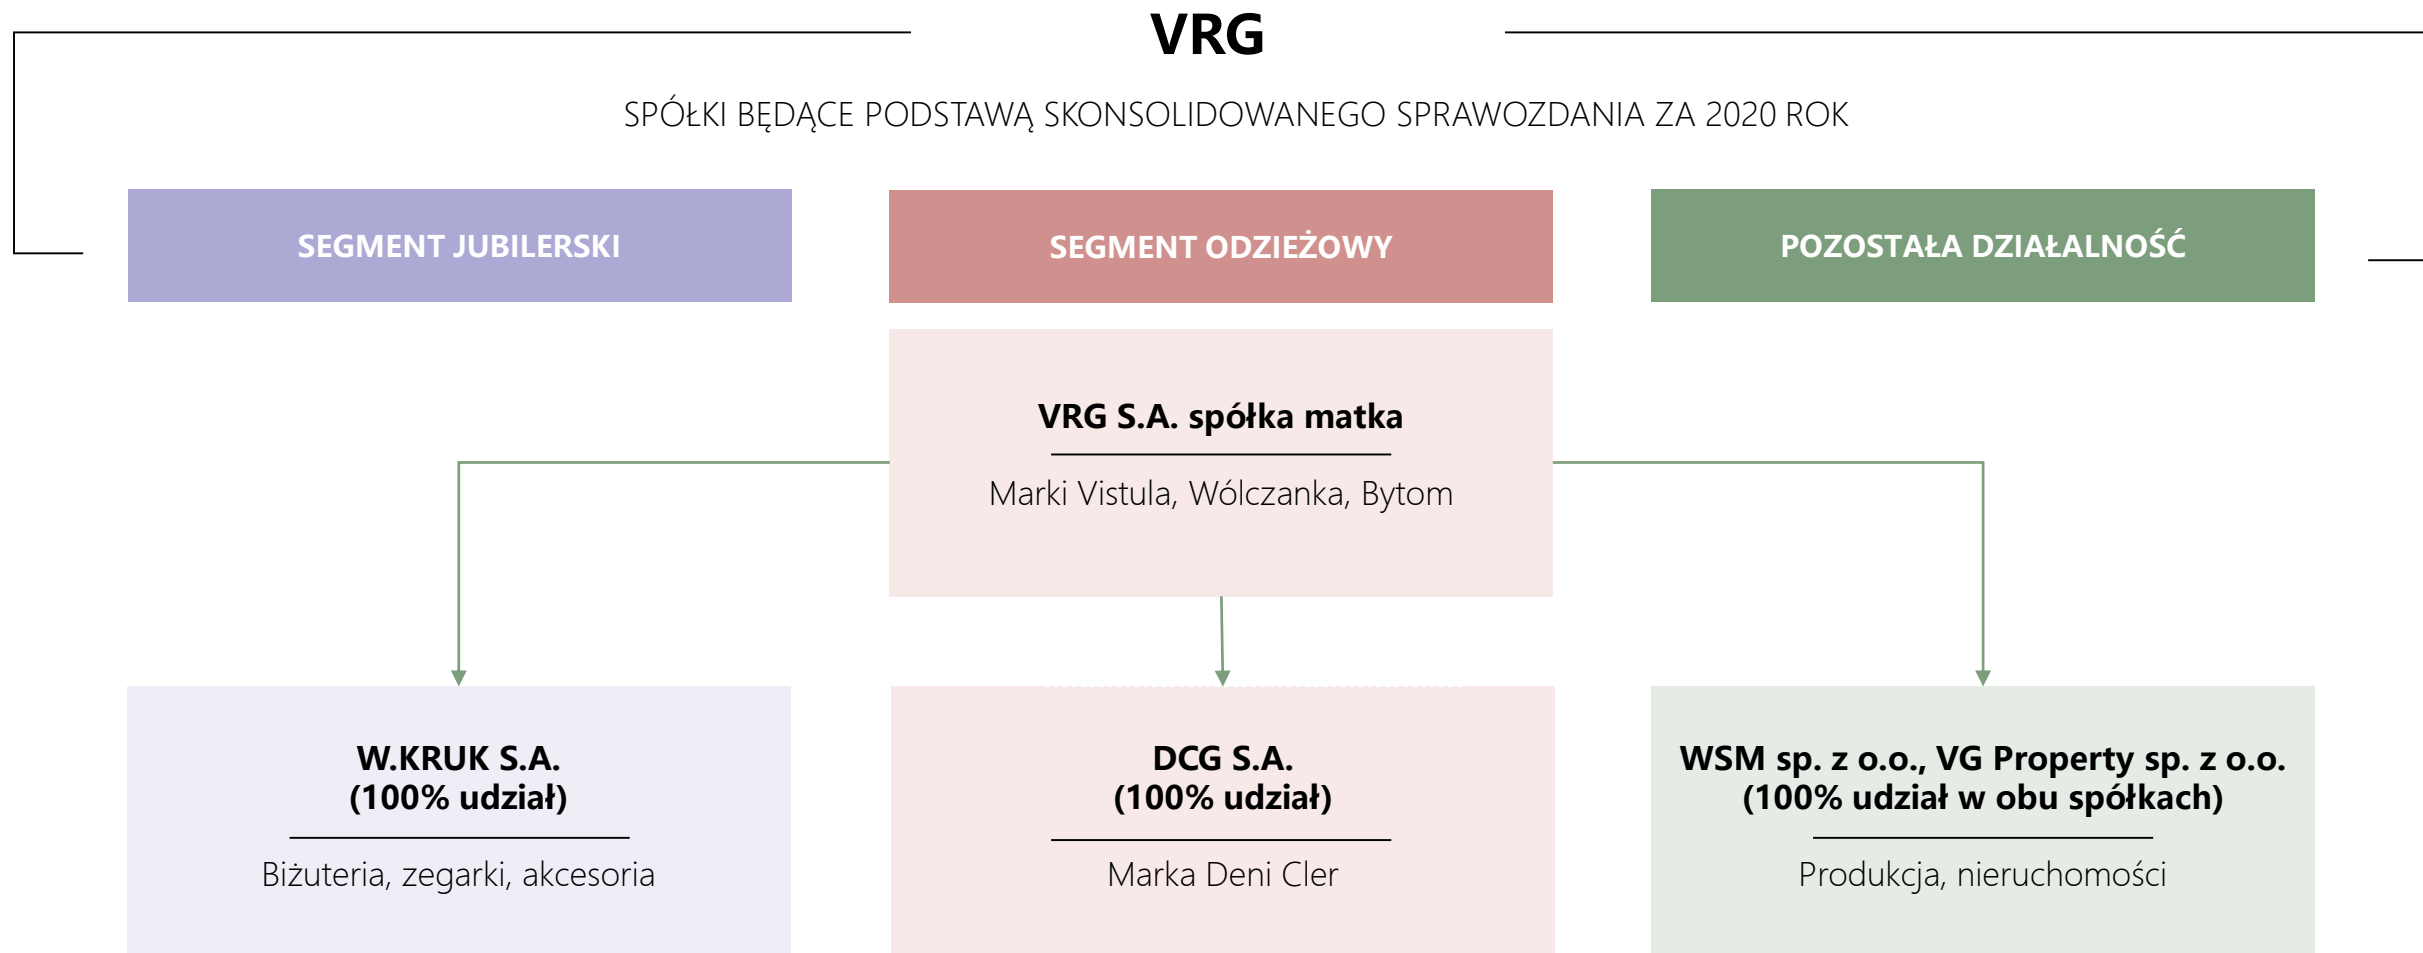 VRG
SPÓŁKI BĘDĄCE PODSTAWĄ SKONSOLIDOWANEGO SPRAWOZDANIA ZA 2020 ROK
SEGMENT JUBILERSKI
SEGMENT ODZIEŻOWY
POZOSTAŁA DZIAŁALNOŚĆ
VRG S.A. spółka matka
Marki Vistula, Wólczanka, Bytom
W.KRUK S.A.
(100% udział)
Biżuteria, zegarki, akcesoria
DCG S.A.
(100% udział)
Marka Deni Cler
WSM sp. z o.o., VG Property sp. z o.o.
(100% udział w obu spółkach)
Produkcja, nieruchomości